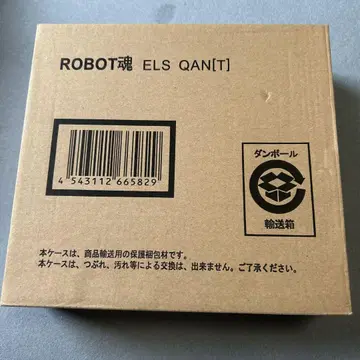 ROBOT魂 ELS QAN[T]
4 543112 665829
ダンボール
輸送箱
本ケースは、商品輸送用の保護梱包材です。
本ケースは、つぶれ、汚れ等による交換は、出来ません。ご了承ください。